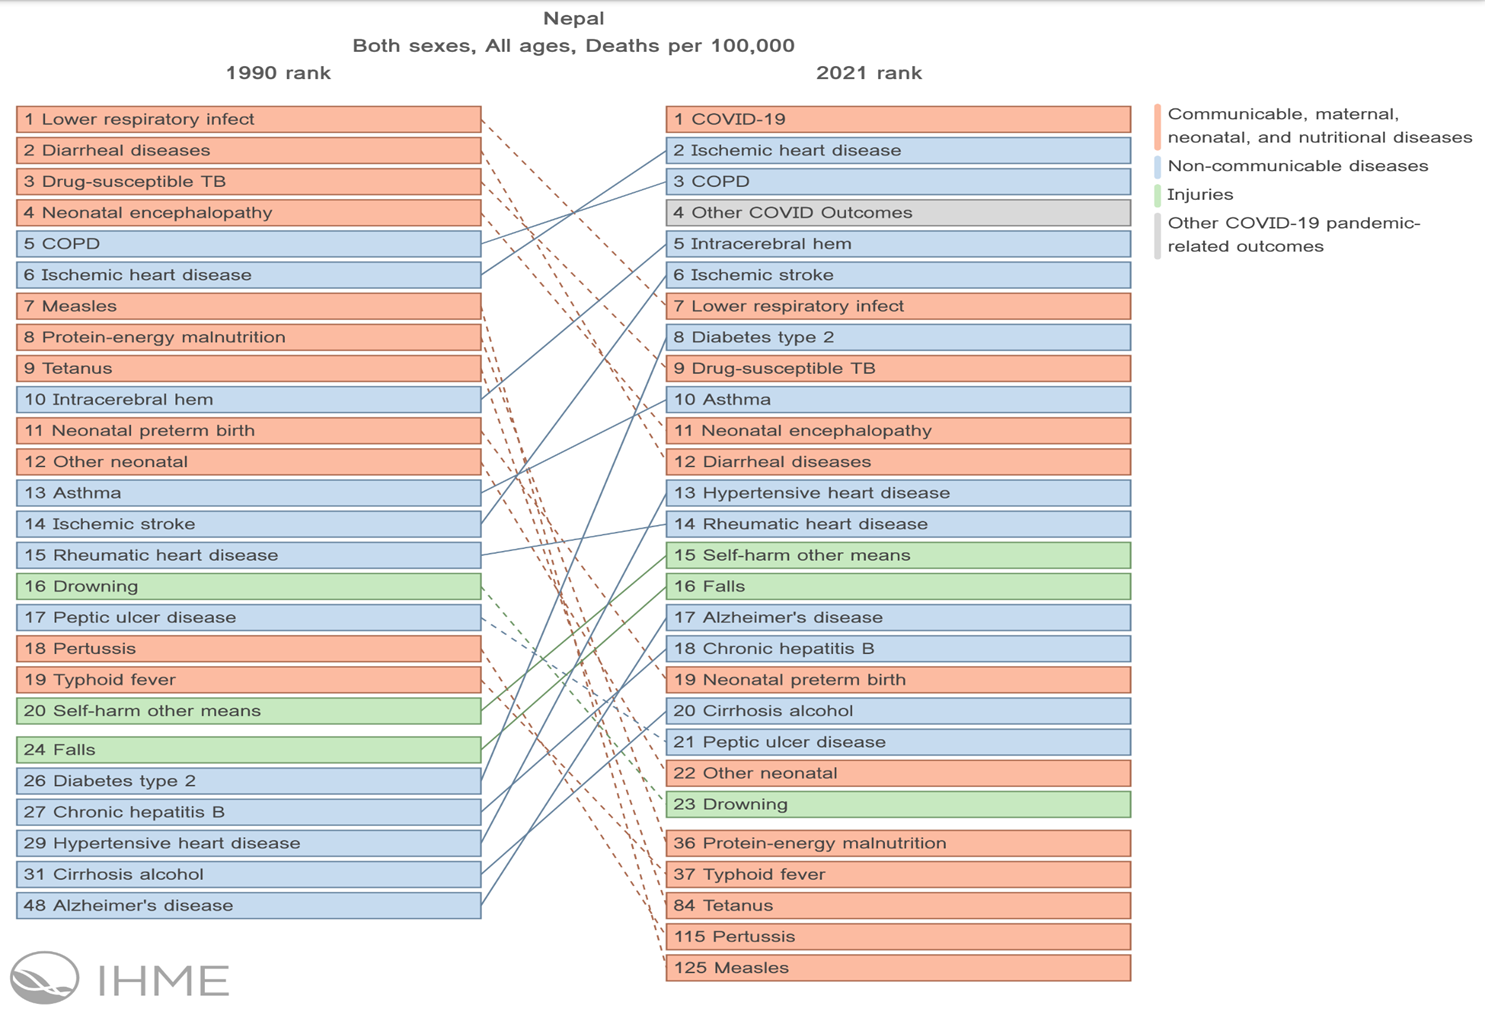 Nepal
Both sexes, All ages, Deaths per 100,000
1990 rank
2021 rank
1 Lower respiratory infect
2 Diarrheal diseases
3 Drug-susceptible TB
4 Neonatal encephalopathy
5 COPD
6 Ischemic heart disease
7 Measles
8 Protein-energy malnutrition
9 Tetanus
10 Intracerebral hem
11 Neonatal preterm birth
12 Other neonatal
13 Asthma
14 Ischemic stroke
15 Rheumatic heart disease
16 Drowning
17 Peptic ulcer disease
18 Pertussis
19 Typhoid fever
20 Self-harm other means
24 Falls
26 Diabetes type 2
27 Chronic hepatitis B
29 Hypertensive heart disease
31 Cirrhosis alcohol
48 Alzheimer's disease
1 COVID-19
2 Ischemic heart disease
3 COPD
4 Other COVID Outcomes
5 Intracerebral hem
6 Ischemic stroke
7 Lower respiratory infect
8 Diabetes type 2
9 Drug-susceptible TB
10 Asthma
11 Neonatal encephalopathy
12 Diarrheal diseases
13 Hypertensive heart disease
14 Rheumatic heart disease
15 Self-harm other means
16 Falls
17 Alzheimer's disease
18 Chronic hepatitis B
19 Neonatal preterm birth
20 Cirrhosis alcohol
21 Peptic ulcer disease
22 Other neonatal
23 Drowning
36 Protein-energy malnutrition
37 Typhoid fever
84 Tetanus
115 Pertussis
125 Measles
Communicable, maternal,
neonatal, and nutritional diseases
Non-communicable diseases
Injuries
Other COVID-19 pandemic-
related outcomes
IHME